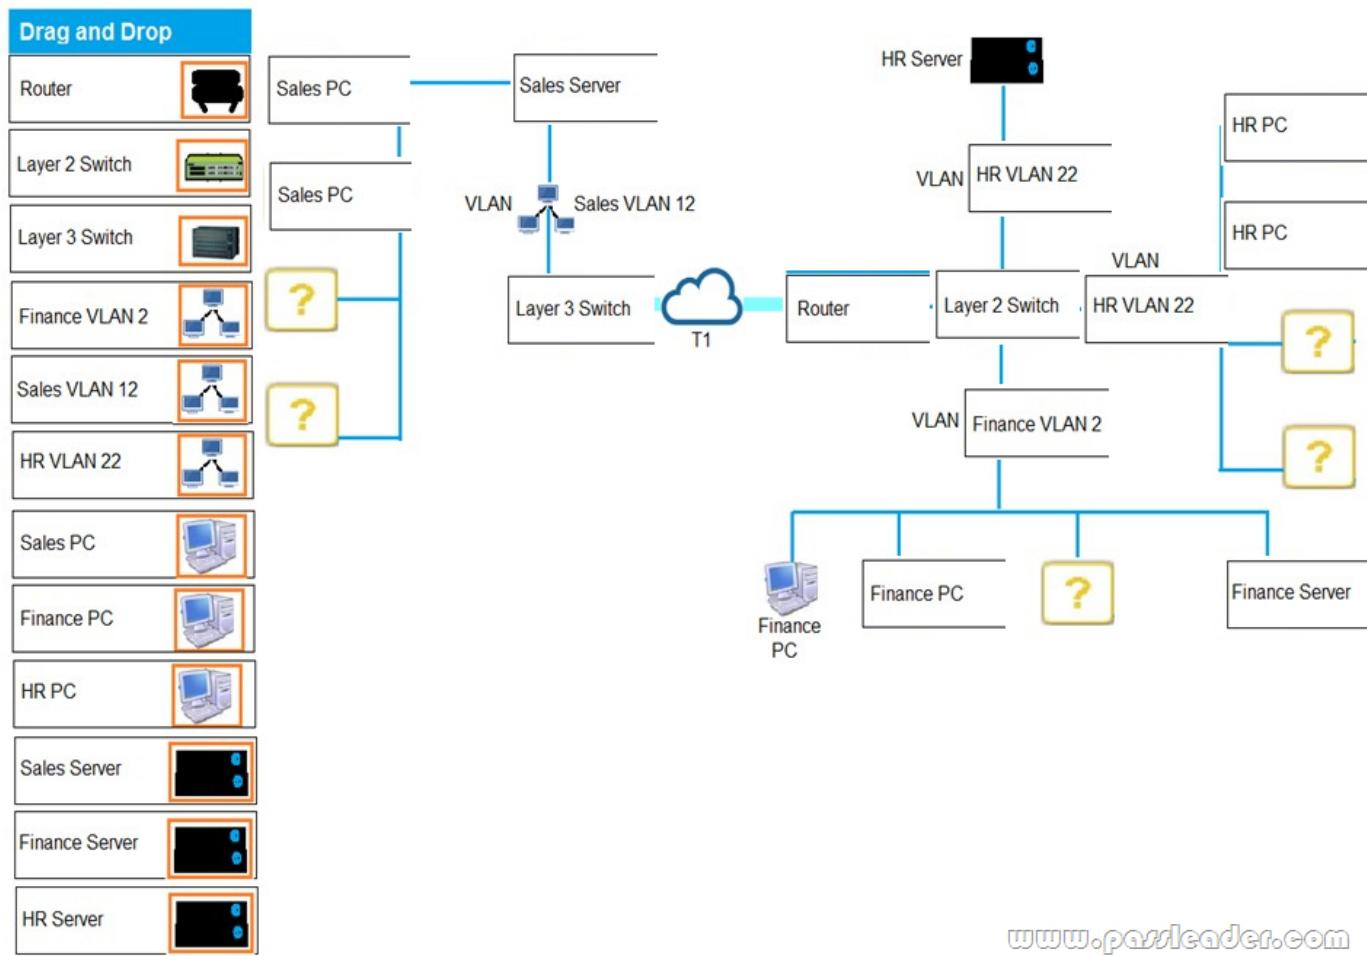 Drag and Drop
Router
Layer 2 Switch
Layer 3 Switch
Finance VLAN 2
Sales VLAN 12
HR VLAN 22
Sales PC
Finance PC
HR PC
Sales Server
Finance Server
HR Server
Sales PC
Sales Server
Sales PC
?
?
VLAN
Sales VLAN 12
Layer 3 Switch
T1
HR Server
VLAN
HR VLAN 22
Router
Layer 2 Switch
VLAN
HR VLAN 22
HR PC
HR PC
?
?
VLAN
Finance VLAN 2
Finance
PC
Finance PC
?
Finance Server
www.passleader.com